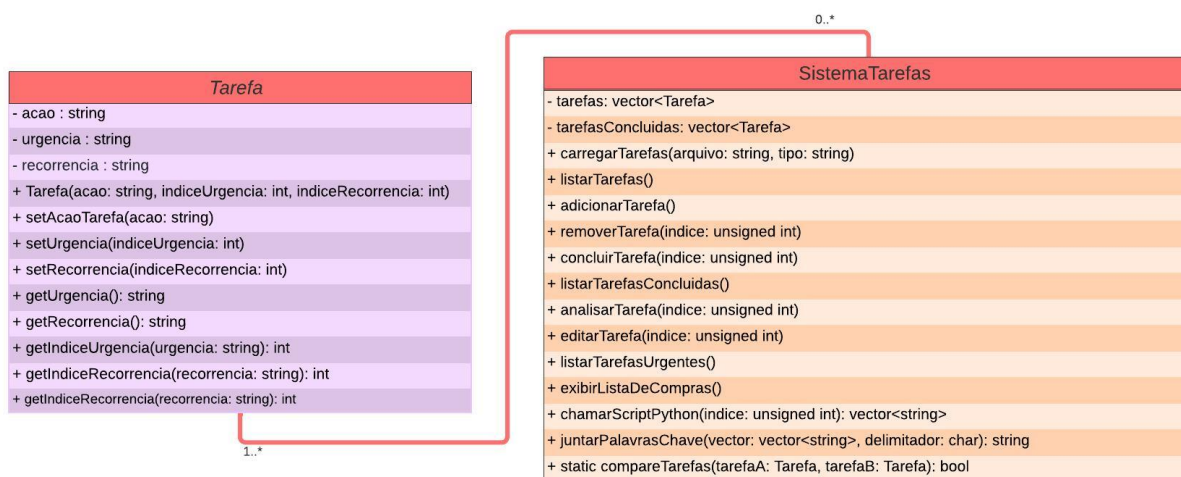 0..*
Tarefa
- acao : string
- urgencia : string
- recorrencia : string
+ Tarefa(acao: string, indiceUrgencia: int, indiceRecorrencia: int)
+ setAcaoTarefa(acao: string)
+ setUrgencia(indiceUrgencia: int)
+ setRecorrencia(indiceRecorrencia: int)
+ getUrgencia(): string
+ getRecorrencia(): string
+ getIndiceUrgencia(urgencia: string): int
+ getIndiceRecorrencia(recorrencia: string): int
+ getIndiceRecorrencia(recorrencia: string): int
1..*
SistemaTarefas
- tarefas: vector<Tarefa>
- tarefasConcluidas: vector<Tarefa>
+ carregarTarefas(arquivo: string, tipo: string)
+ listarTarefas()
+ adicionarTarefa()
+ removerTarefa(indice: unsigned int)
+ concluirTarefa(indice: unsigned int)
+ listarTarefasConcluidas()
+ analisarTarefa(indice: unsigned int)
+ editarTarefa(indice: unsigned int)
+ listarTarefasUrgentes()
+ exibirListaDeCompras()
+ chamarScriptPython(indice: unsigned int): vector<string>
+ juntarPalavrasChave(vector: vector<string>, delimitador: char): string
+ static compareTarefas(tarefaA: Tarefa, tarefaB: Tarefa): bool